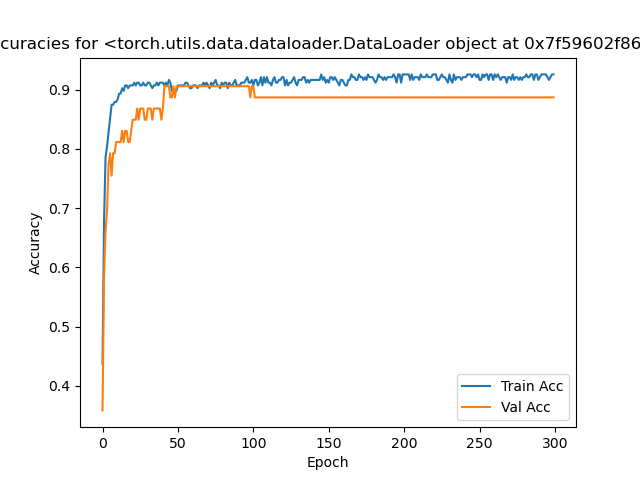 curacies for <torch.utils.data.dataloader.DataLoader object at 0x7f59602f86
0.9
0.8
0.7
0.6
0.5
0.4
Accuracy
0
50
100
150
200
250
300
Epoch
Train Acc
Val Acc